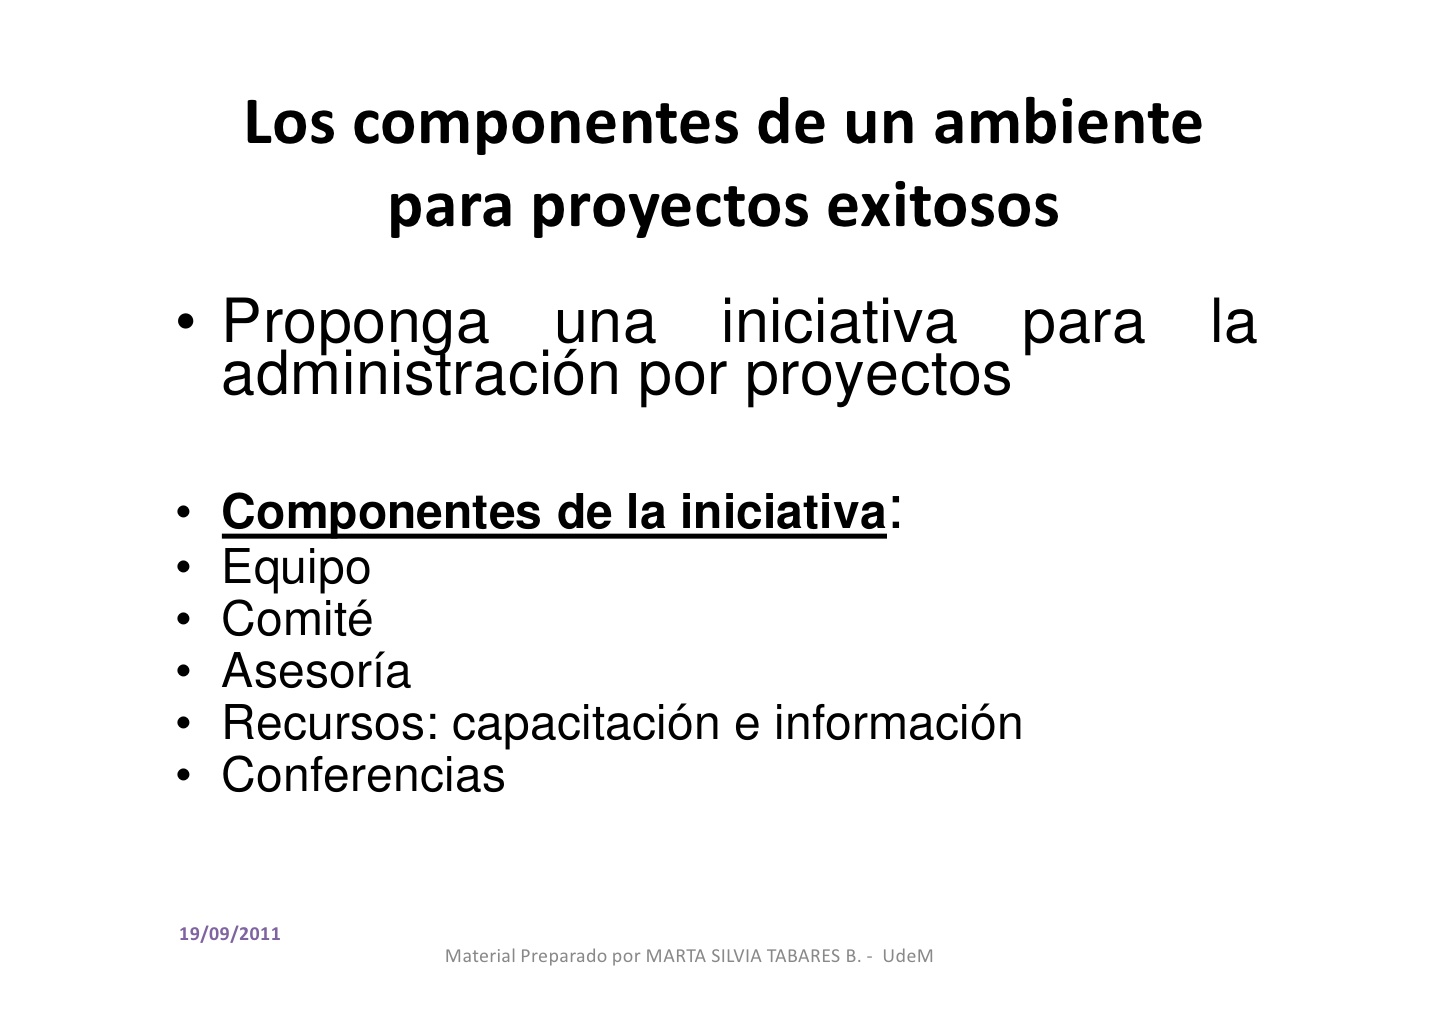 Los componentes de un ambiente
para proyectos exitosos
• Proponga una iniciativa para la
administración por proyectos
• Componentes de la iniciativa:
• Equipo
• Comité
• Asesoría
• Recursos: capacitación e información
• Conferencias
19/09/2011
Material Preparado por MARTA SILVIA TABARES B. - UdeM